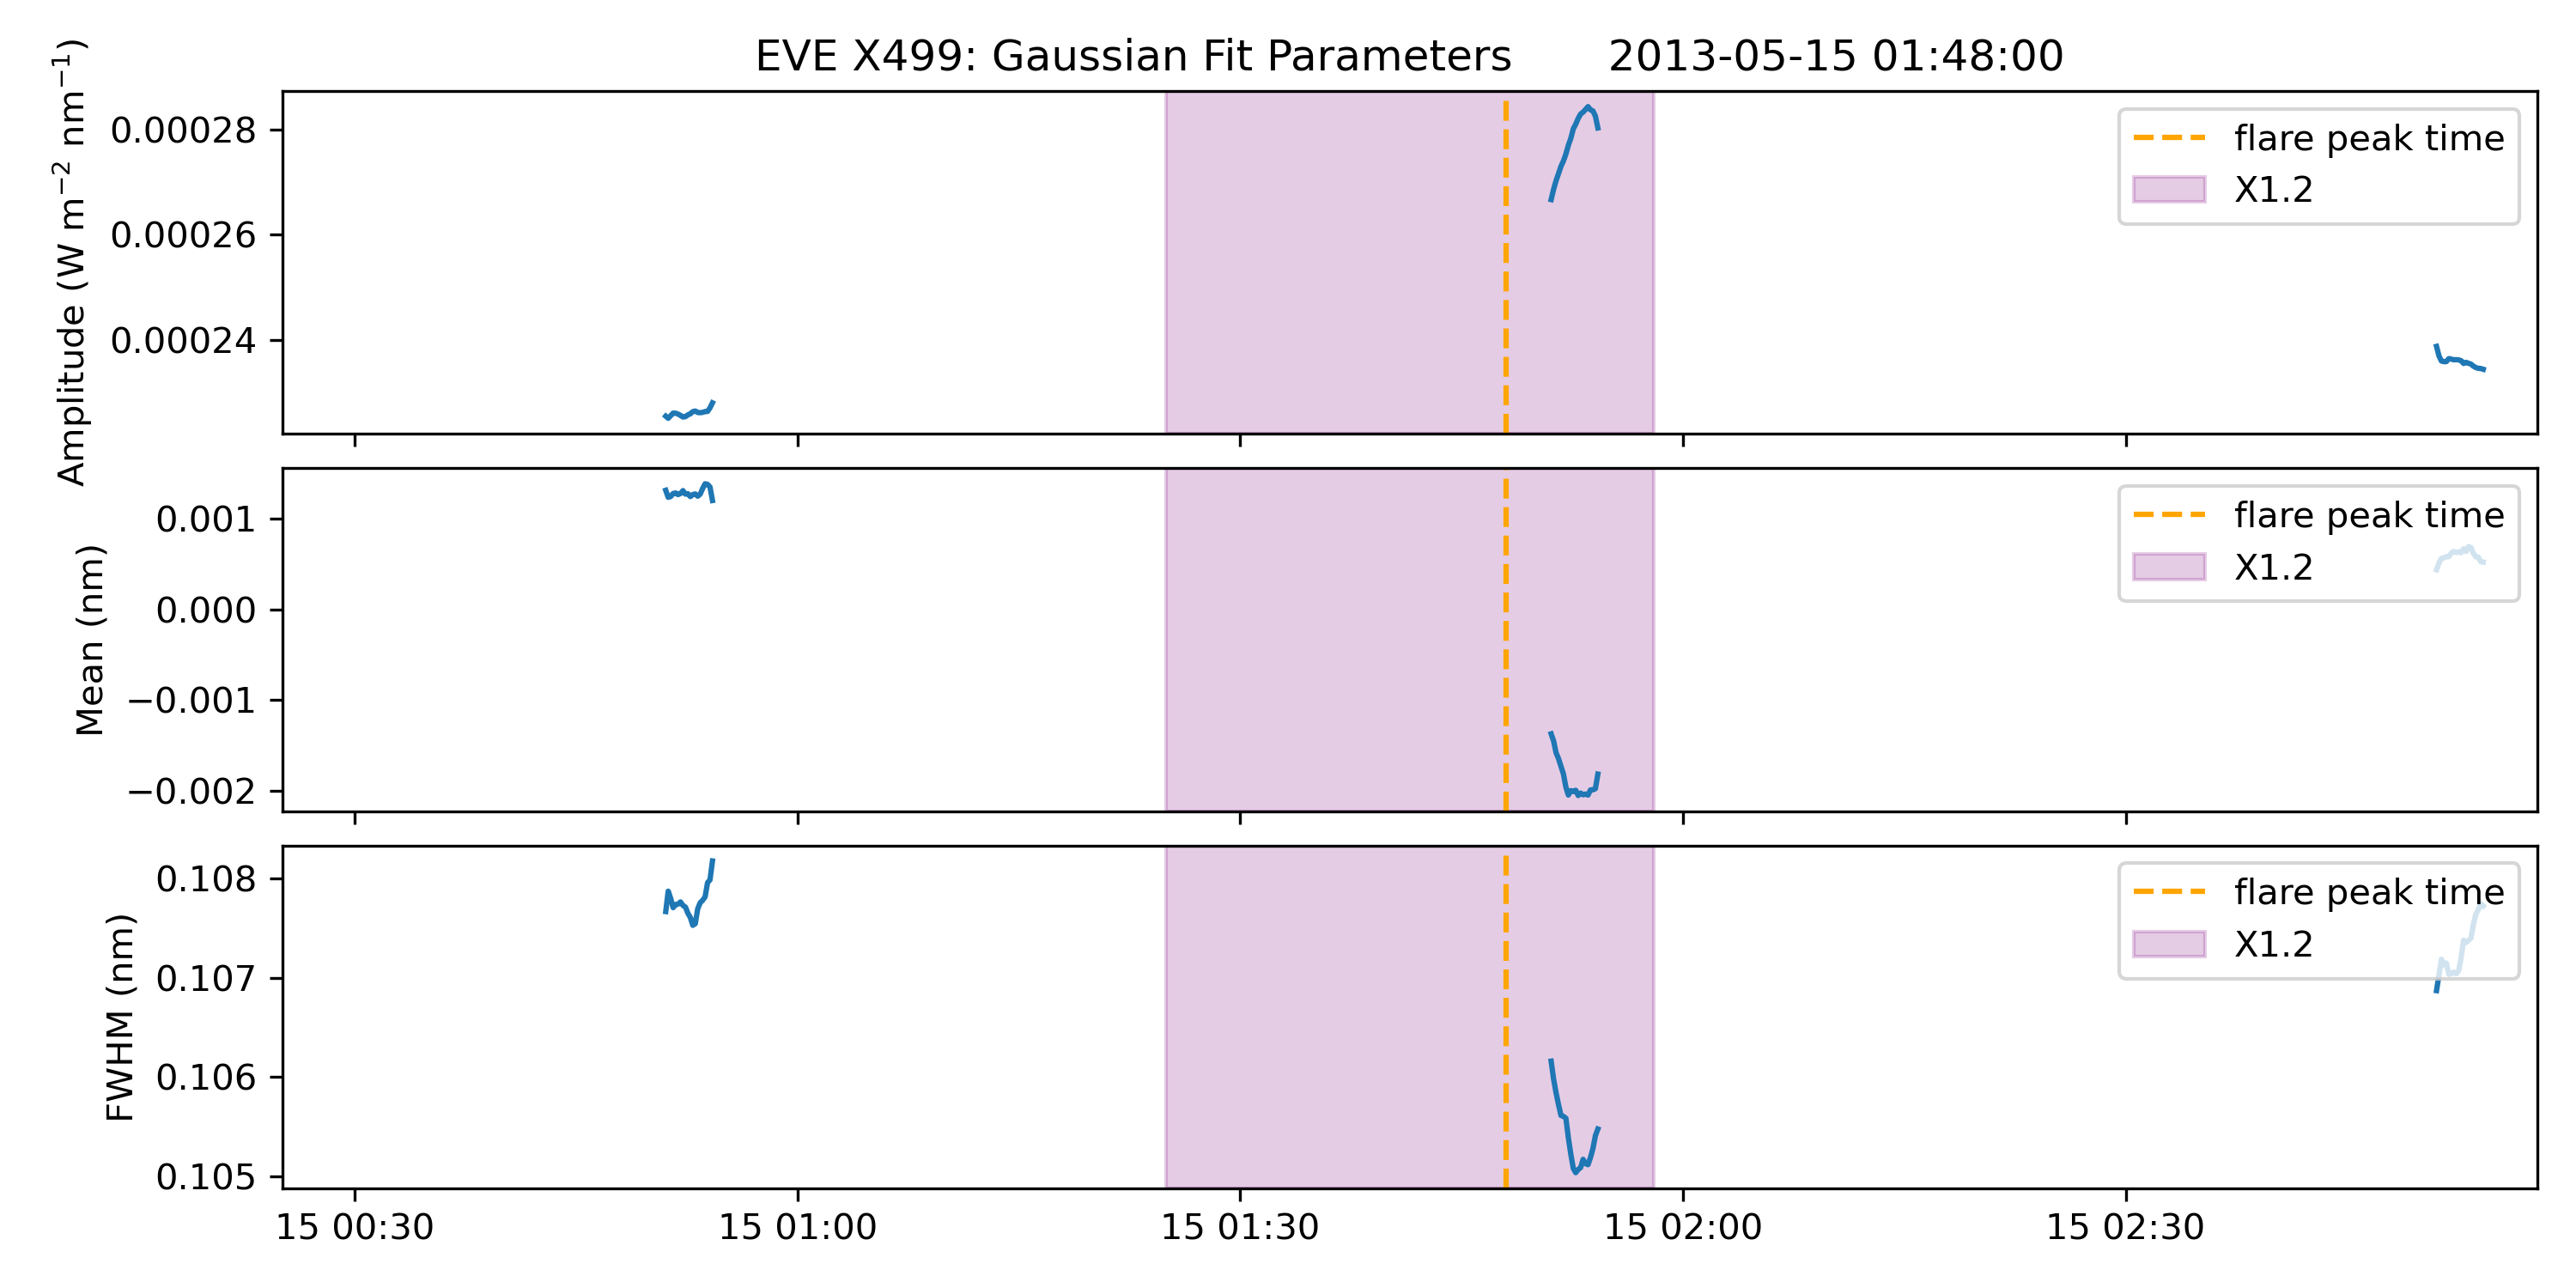 EVE X499: Gaussian Fit Parameters 2013-05-15 01:48:00
Amplitude (W m⁻² nm⁻¹)
0.00028
0.00026
0.00024
flare peak time
X1.2
Mean (nm)
0.001
0.000
−0.001
−0.002
flare peak time
X1.2
FWHM (nm)
0.108
0.107
0.106
0.105
flare peak time
X1.2
15 00:30 15 01:00 15 01:30 15 02:00 15 02:30